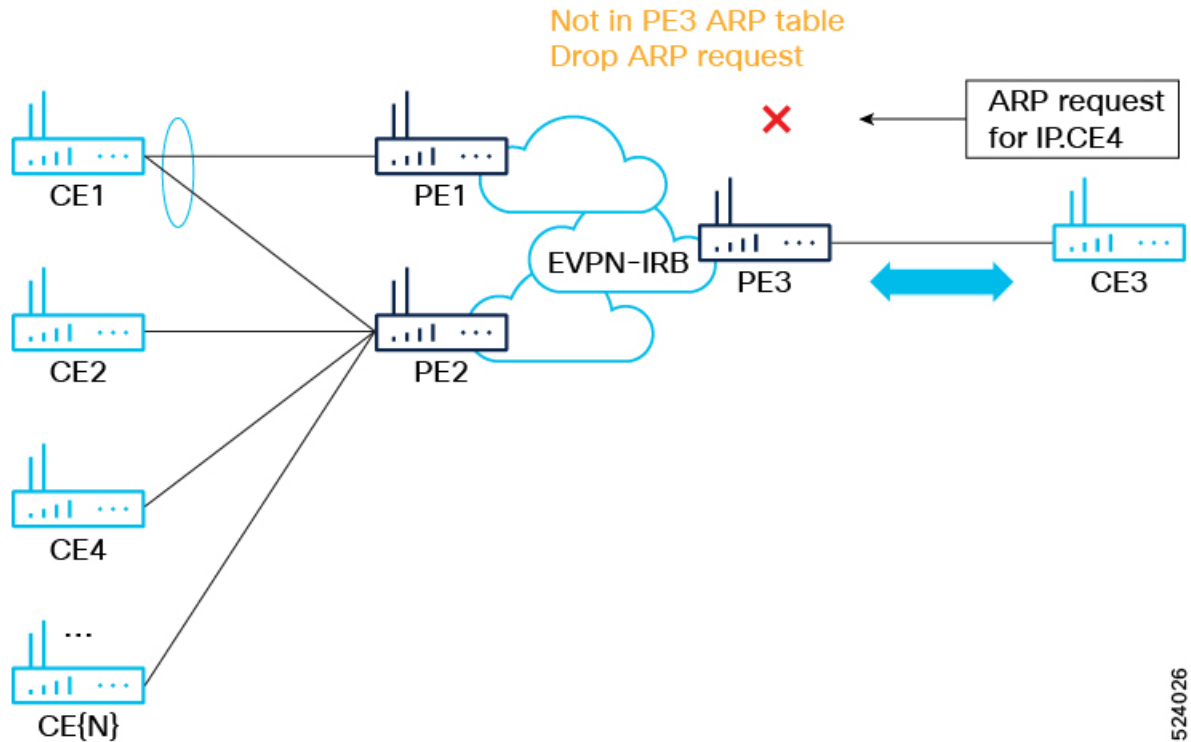 Not in PE3 ARP table
Drop ARP request
ARP request
for IP.CE4
CE1
PE1
EVPN-IRB
PE3
CE3
CE2
PE2
CE4
...
CE{N}
524026